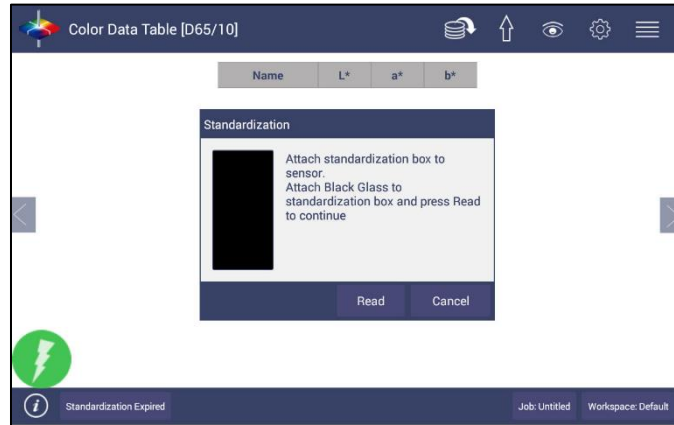 Color Data Table [D65/10]
Name L* a* b*
Standardization
Attach standardization box to
sensor.
Attach Black Glass to
standardization box and press Read
to continue
Read Cancel
i Standardization Expired Job: Untitled Workspace: Default